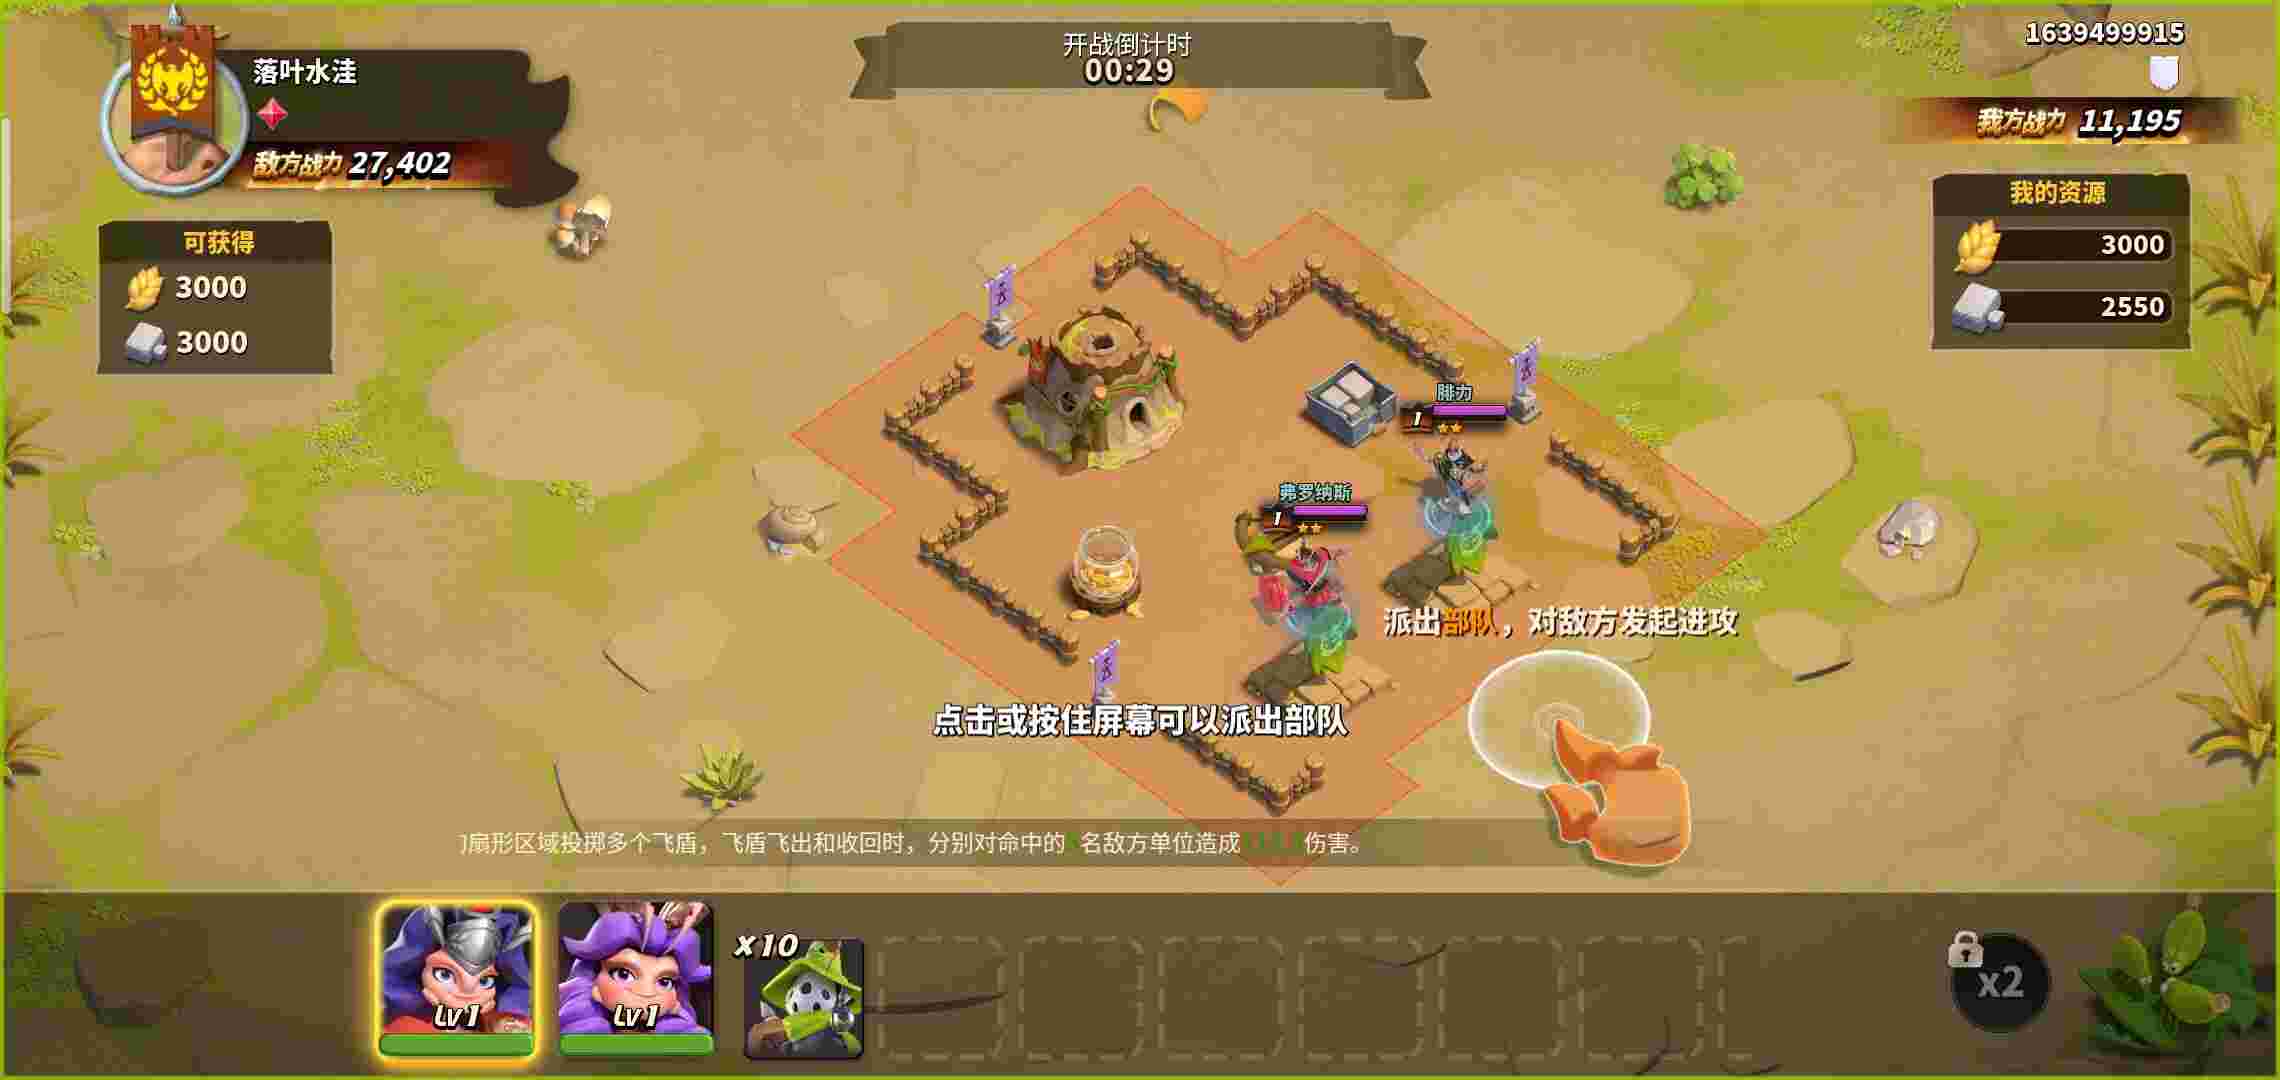 开战倒计时
00:29
落叶水洼
敌方战力 27,402
可获得
3000
3000
1639499915
我方战力 11,195
我的资源
3000
2550
腓力
1
弗罗纳斯
1
派出部队，对敌方发起进攻
点击或按住屏幕可以派出部队
扇形区域投掷多个飞盾，飞盾飞出和收回时，分别对命中的 名敌方单位造成 伤害。
Lv1
Lv1
x10
x2